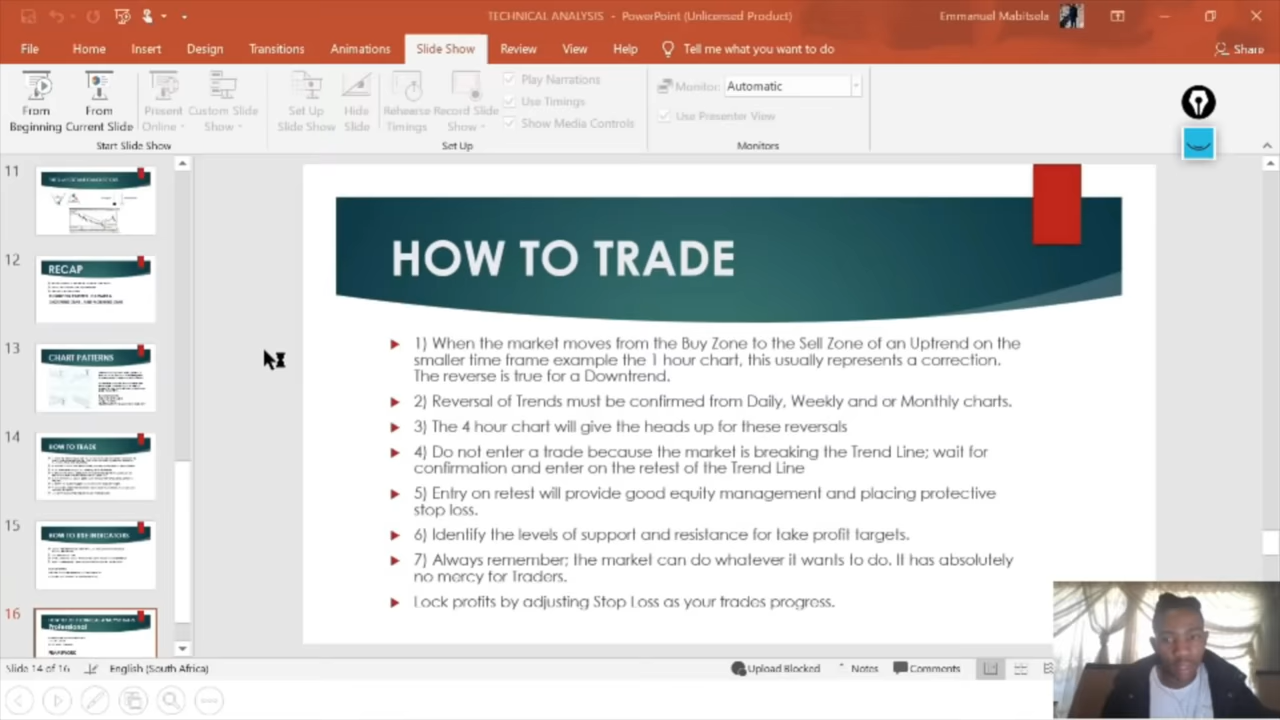 TECHNICAL ANALYSIS - PowerPoint (Unlicensed Product)
Emmanuel Mabitsela
File Home Insert Design Transitions Animations Slide Show Review View Help Tell me what you want to do
Share
From Beginning
From Current Slide
Present Online
Custom Slide Show
Set Up Slide Show
Hide Slide
Rehearse Timings
Record Slide Show
Play Narrations
Use Timings
Show Media Controls
Monitor: Automatic
Use Presenter View
Start Slide Show
Set Up
Monitors
11
12
RECAP
13
CHART PATTERNS
14
HOW TO TRADE
15
HOW TO USE INDICATORS
16
Professional
HOW TO TRADE
1) When the market moves from the Buy Zone to the Sell Zone of an Uptrend on the
smaller time frame example the 1 hour chart, this usually represents a correction.
The reverse is true for a Downtrend.
2) Reversal of Trends must be confirmed from Daily, Weekly and or Monthly charts.
3) The 4 hour chart will give the heads up for these reversals
4) Do not enter a trade because the market is breaking the Trend Line; wait for
confirmation and enter on the retest of the Trend Line
5) Entry on retest will provide good equity management and placing protective
stop loss.
6) Identify the levels of support and resistance for take profit targets.
7) Always remember; the market can do whatever it wants to do. It has absolutely
no mercy for Traders.
Lock profits by adjusting Stop Loss as your trades progress.
Slide 14 of 16
English (South Africa)
Upload Blocked
Notes
Comments